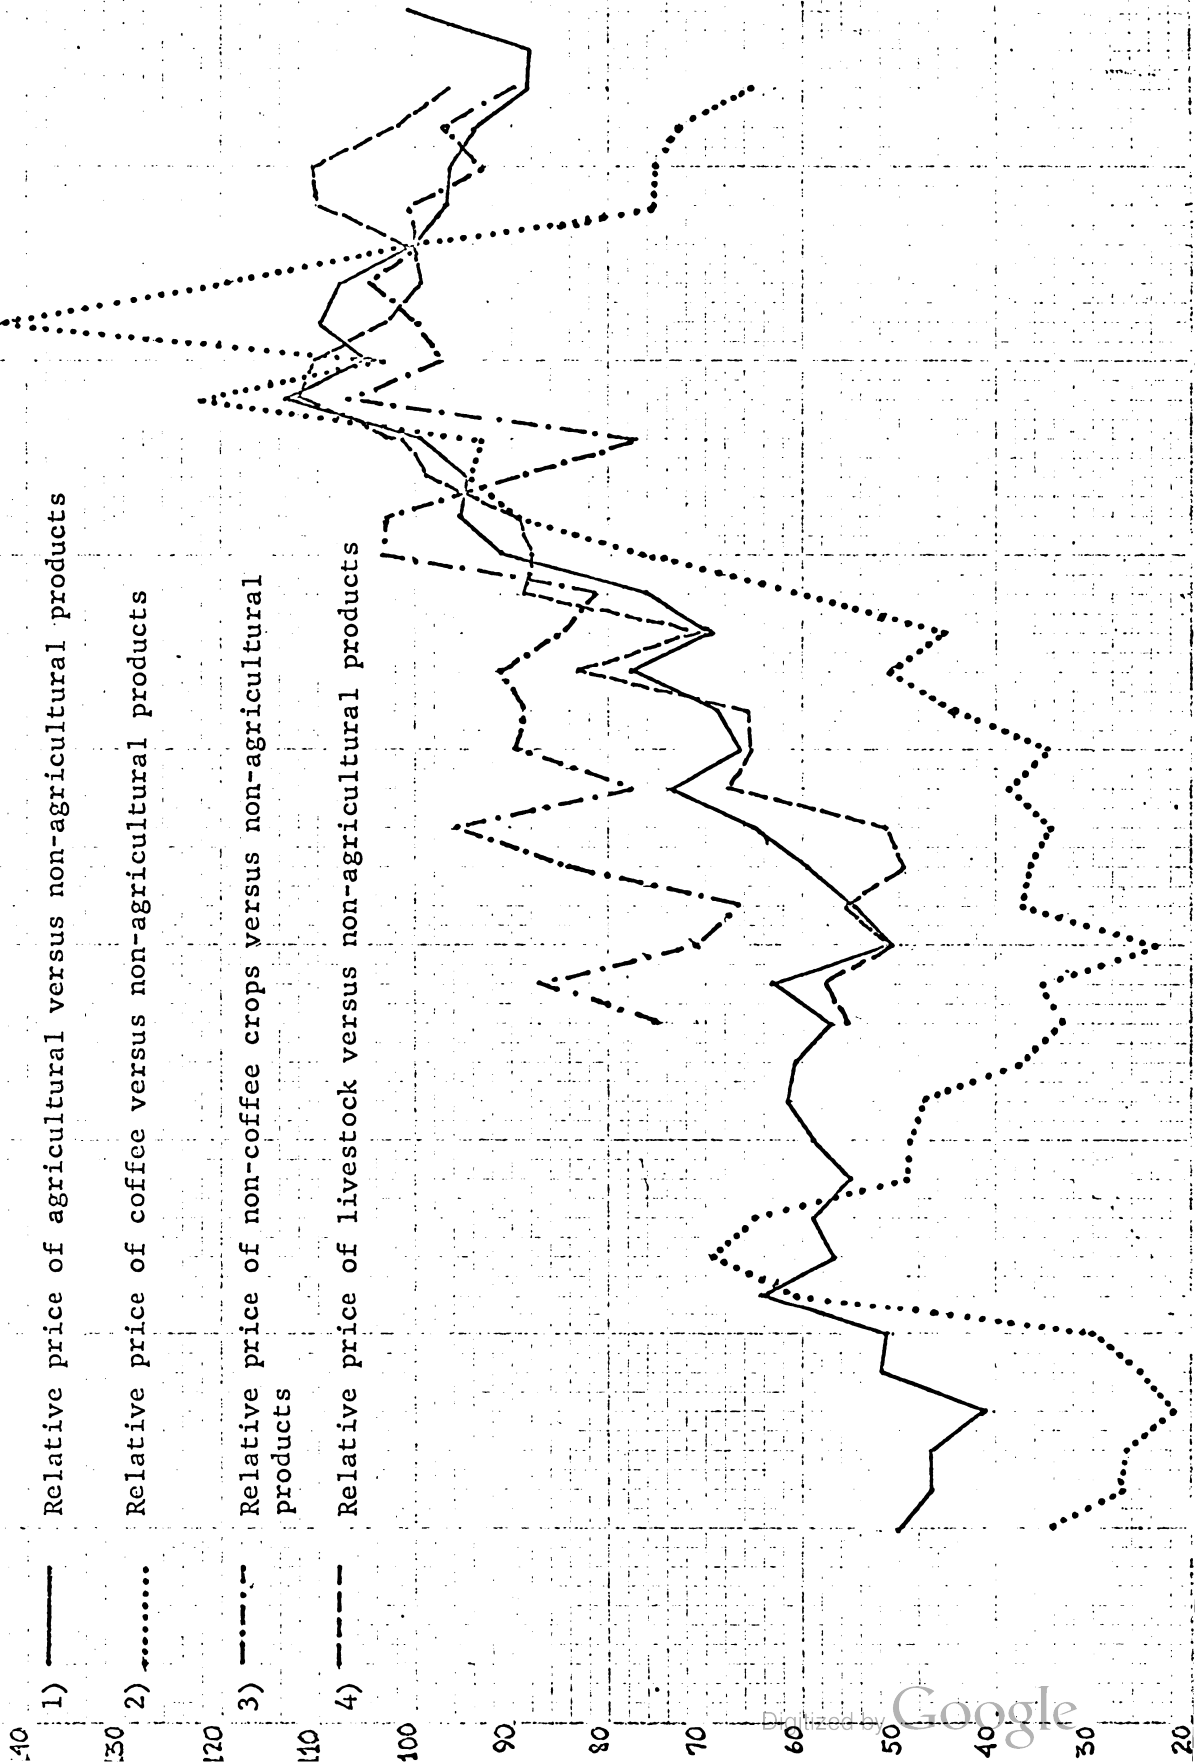 1) Relative price of agricultural versus non-agricultural products
2) Relative price of coffee versus non-agricultural products
3) Relative price of non-coffee crops versus non-agricultural
products
4) Relative price of livestock versus non-agricultural products
140
130
120
110
100
90
80
70
60
50
40
30
20
Digitized by Google